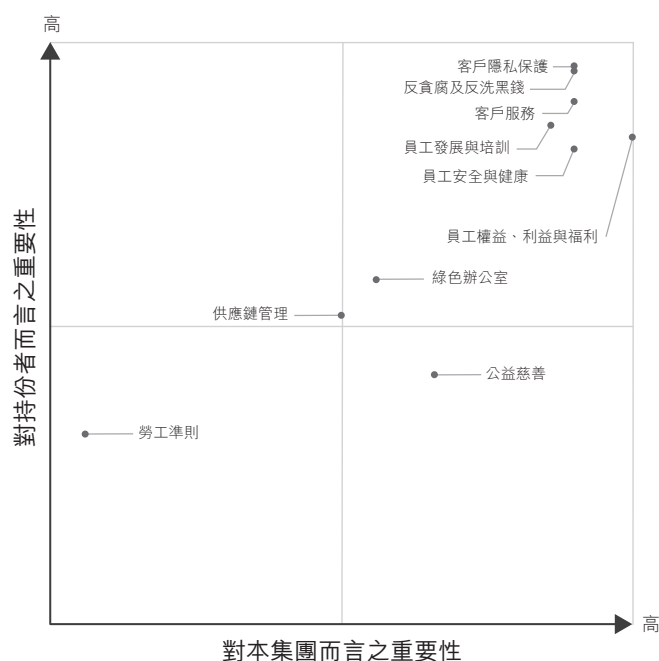 高
客戶隱私保護
反貪腐及反洗黑錢
客戶服務
員工發展與培訓
員工安全與健康
員工權益、利益與福利
綠色辦公室
供應鏈管理
公益慈善
勞工準則
對持份者而言之重要性
高
對本集團而言之重要性